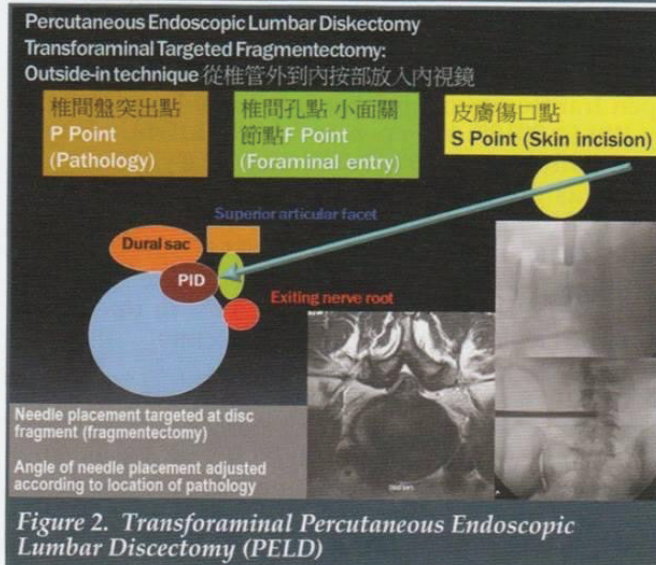 Percutaneous Endoscopic Lumbar Diskectomy
Transforaminal Targeted Fragmentectomy:
Outside-in technique 從椎管外到內按部放入內視鏡
椎間盤突出點
P Point
(Pathology)
椎間孔點 小面關
節點F Point
(Foraminal entry)
皮膚傷口點
S Point (Skin incision)
Superior articular facet
Dural sac
PID
Exiting nerve root
Needle placement targeted at disc
fragment (fragmentectomy)
Angle of needle placement adjusted
according to location of pathology
Figure 2. Transforaminal Percutaneous Endoscopic
Lumbar Discectomy (PELD)